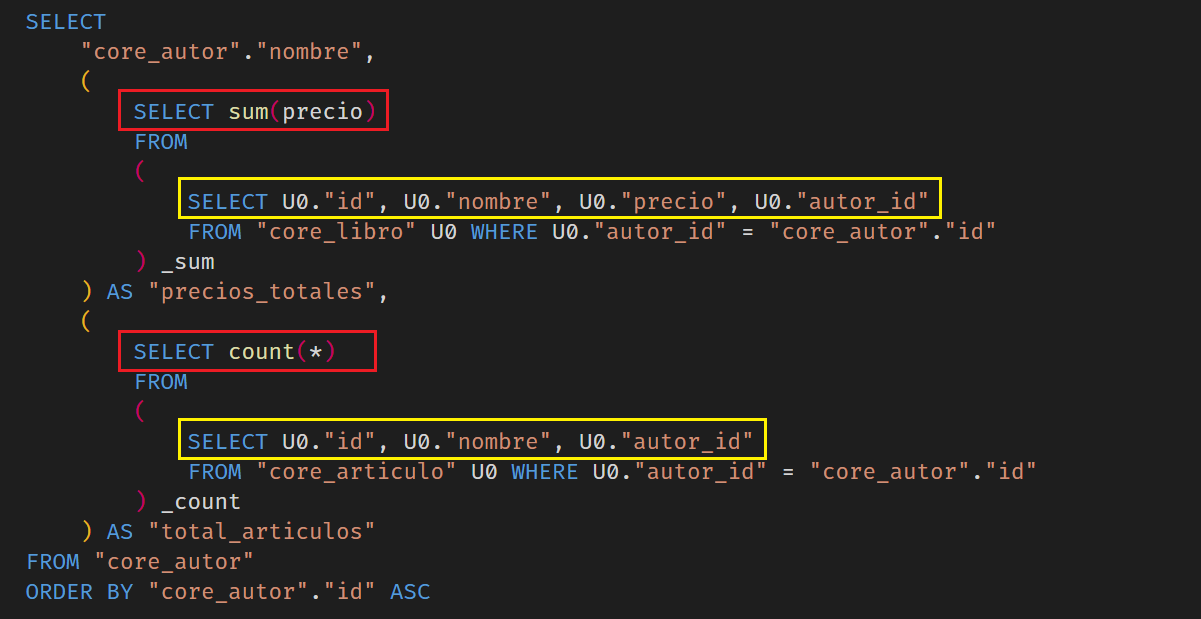 SELECT
"core_autor"."nombre",
(
SELECT sum(precio)
FROM
(
SELECT U0."id", U0."nombre", U0."precio", U0."autor_id"
FROM "core_libro" U0 WHERE U0."autor_id" = "core_autor"."id"
) _sum
) AS "precios_totales",
(
SELECT count(*)
FROM
(
SELECT U0."id", U0."nombre", U0."autor_id"
FROM "core_articulo" U0 WHERE U0."autor_id" = "core_autor"."id"
) _count
) AS "total_articulos"
FROM "core_autor"
ORDER BY "core_autor"."id" ASC